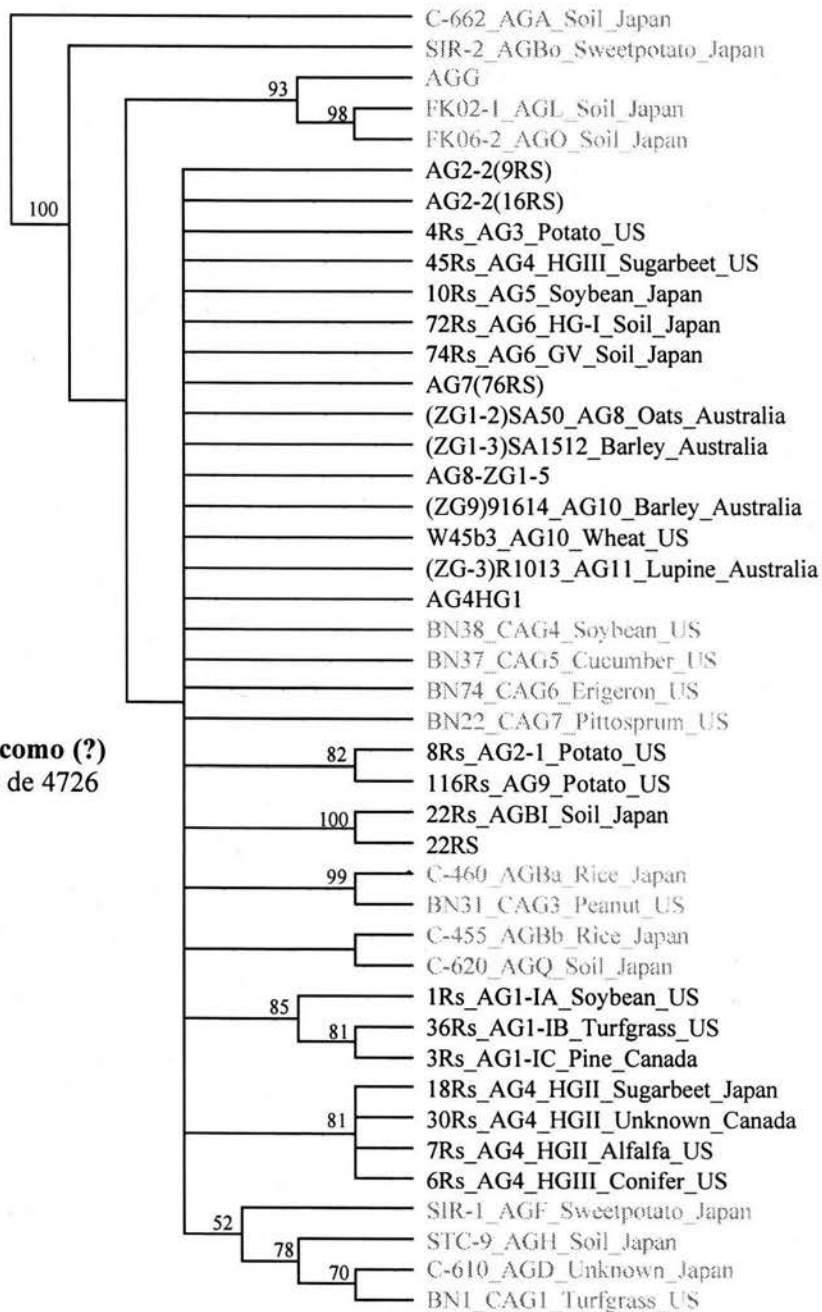 C-662_AGA_Soil_Japan
SIR-2_AGBo_Sweetpotato_Japan
93
AGG
98
FK02-1_AGL_Soil_Japan
FK06-2_AGO_Soil_Japan
100
AG2-2(9RS)
AG2-2(16RS)
4Rs_AG3_Potato_US
45Rs_AG4_HGIII_Sugarbeet_US
10Rs_AG5_Soybean_Japan
72Rs_AG6_HG-I_Soil_Japan
74Rs_AG6_GV_Soil_Japan
AG7(76RS)
(ZG1-2)SA50_AG8_Oats_Australia
(ZG1-3)SA1512_Barley_Australia
AG8-ZG1-5
(ZG9)91614_AG10_Barley_Australia
W45b3_AG10_Wheat_US
(ZG-3)R1013_AG11_Lupine_Australia
AG4HG1
BN38_CAG4_Soybean_US
BN37_CAG5_Cucumber_US
BN74_CAG6_Erigeron_US
BN22_CAG7_Pittosprum_US
como (?)
de 4726
82
8Rs_AG2-1_Potato_US
116Rs_AG9_Potato_US
100
22Rs_AGBI_Soil_Japan
22RS
99
C-460_AGBa_Rice_Japan
BN31_CAG3_Peanut_US
C-455_AGBb_Rice_Japan
C-620_AGQ_Soil_Japan
85
1Rs_AG1-IA_Soybean_US
81
36Rs_AG1-IB_Turfgrass_US
3Rs_AG1-IC_Pine_Canada
81
18Rs_AG4_HGII_Sugarbeet_Japan
30Rs_AG4_HGII_Unknown_Canada
7Rs_AG4_HGII_Alfalfa_US
6Rs_AG4_HGIII_Conifer_US
52
SIR-1_AGF_Sweetpotato_Japan
78
STC-9_AGH_Soil_Japan
70
C-610_AGD_Unknown_Japan
BN1_CAG1_Turfgrass_US